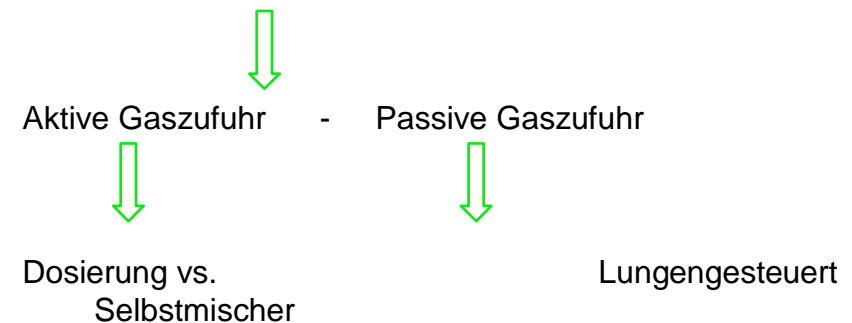 Aktive Gaszufuhr - Passive Gaszufuhr
Dosierung vs. Lungengesteuert
Selbstmischer